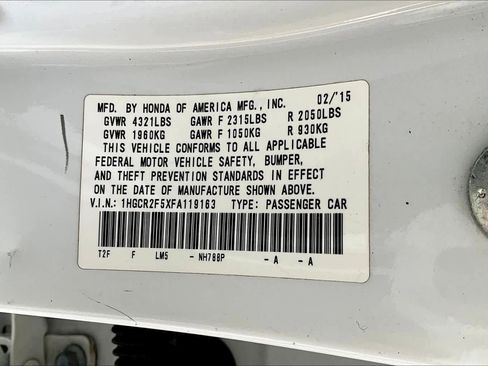 MFD. BY HONDA OF AMERICA MFG., INC. 02/'15
GVWR 4321LBS GAWR F 2315LBS R 2050LBS
GVWR 1960KG GAWR F 1050KG R 930KG
THIS VEHICLE CONFORMS TO ALL APPLICABLE
FEDERAL MOTOR VEHICLE SAFETY, BUMPER,
AND THEFT PREVENTION STANDARDS IN EFFECT
ON THE DATE OF MANUFACTURE SHOWN ABOVE.
V.I.N.: 1HGCR2F5XFA119163 TYPE: PASSENGER CAR
T2F F LM5 - NH788P - A - A